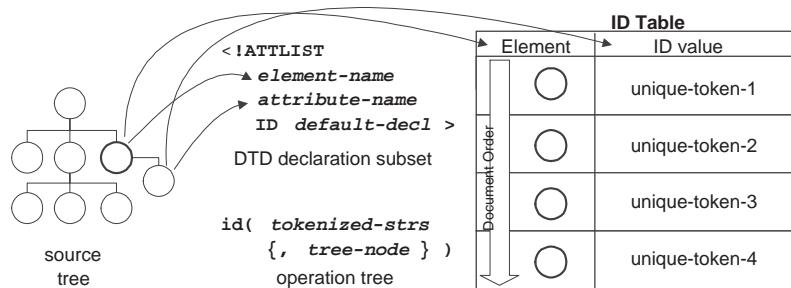 ID Table
Element ID value
<!ATTLIST
element-name
attribute-name
ID default-decl >
DTD declaration subset
id( tokenized-strs
{, tree-node } )
operation tree
source
tree
Document Order
unique-token-1
unique-token-2
unique-token-3
unique-token-4